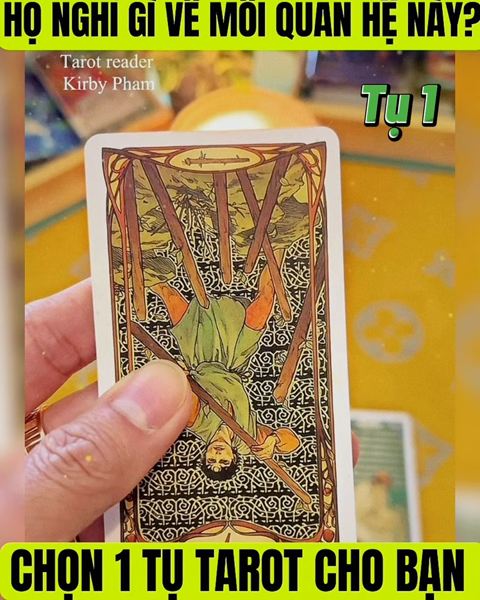 HỌ NGHĨ GÌ VỀ MỐI QUAN HỆ NÀY?
Tarot reader
Kirby Pham
Tụ 1
CHỌN 1 TỤ TAROT CHO BẠN